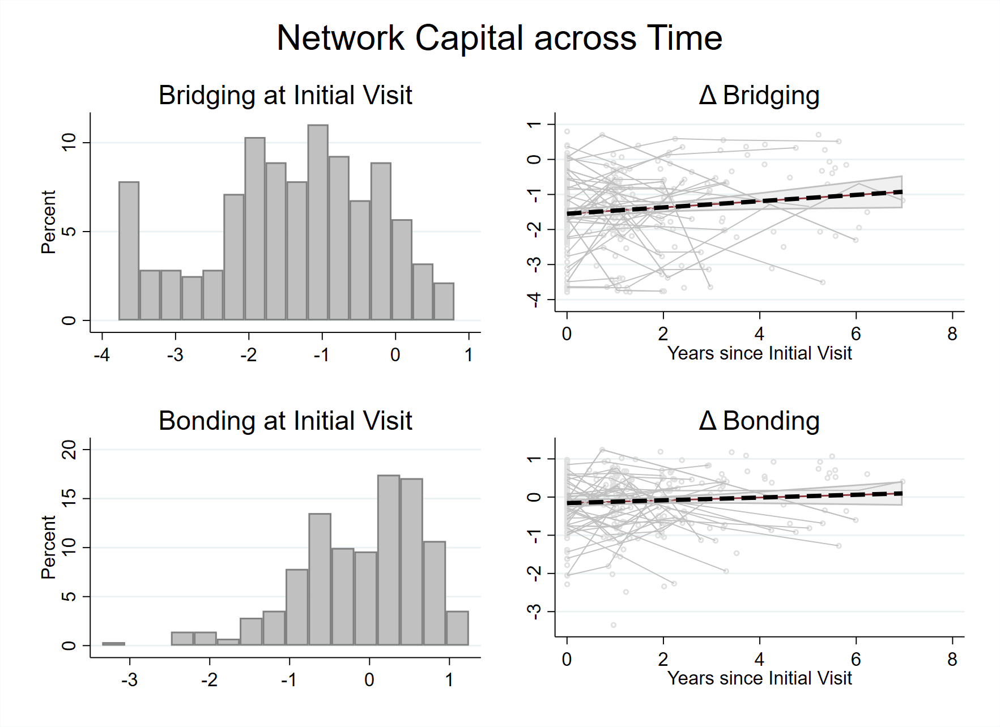 Network Capital across Time
Bridging at Initial Visit
Percent
0
5
10
-4 -3 -2 -1 0 1
Δ Bridging
1
0
-1
-2
-3
-4
0 2 4 6 8
Years since Initial Visit
Bonding at Initial Visit
Percent
20
15
10
5
0
-3 -2 -1 0 1
Δ Bonding
1
0
-1
-2
-3
0 2 4 6 8
Years since Initial Visit